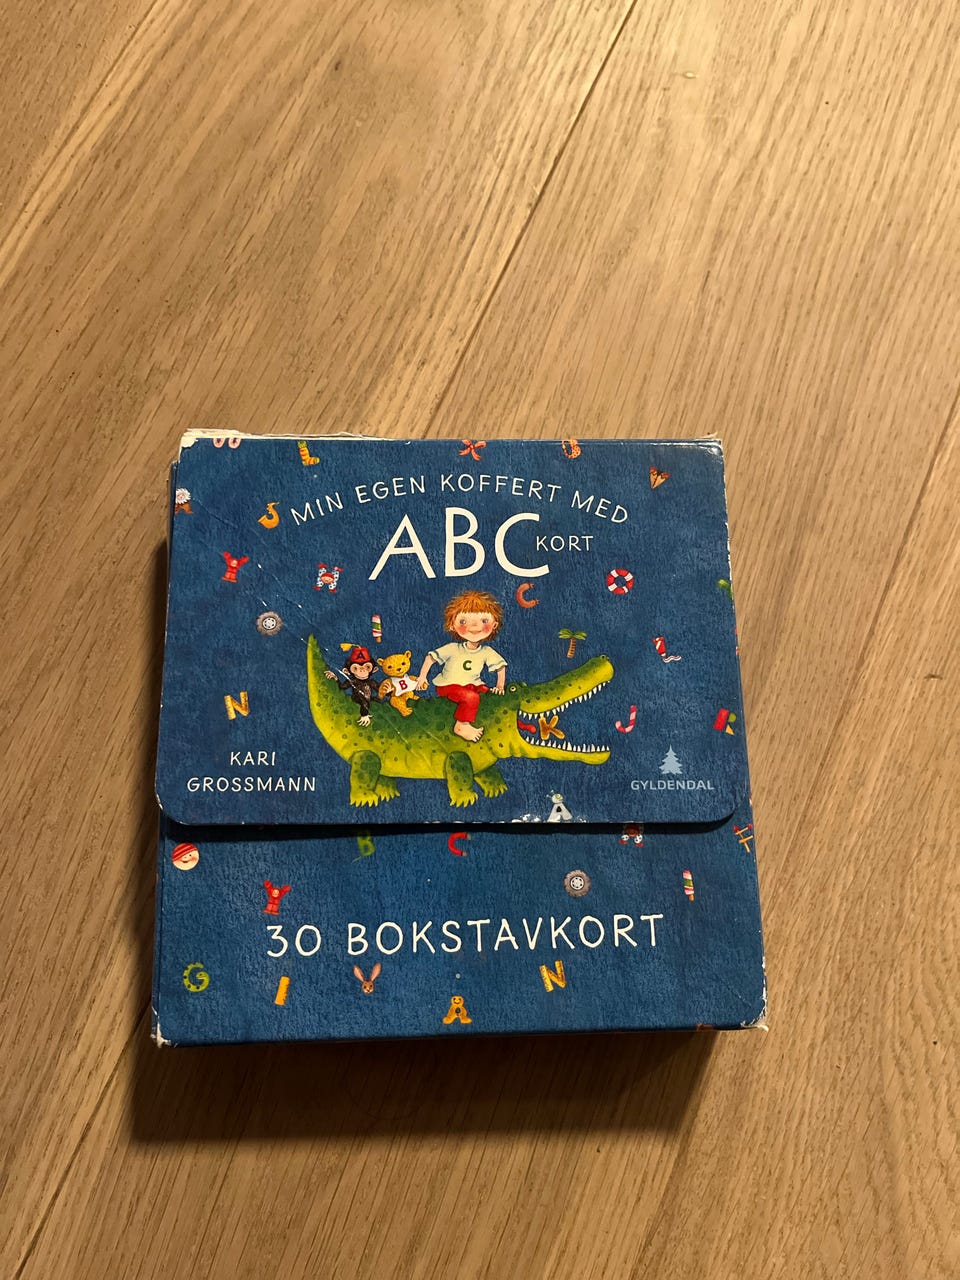 MIN EGEN KOFFERT MED
ABC KORT
A
B
C
K
KARI
GROSSMANN
GYLDENDAL
30 BOKSTAVKORT